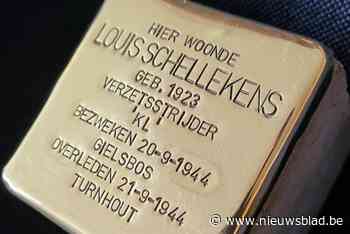 HIER WOONDE
LOUIS SCHELLEKENS
GEB. 1923
VERZETSSTRIJDER
BEZWEKEN 20-9-1944
GIELSBOS
OVERLEDEN 21-9-1944
TURNHOUT
© www.nieuwsblad.be